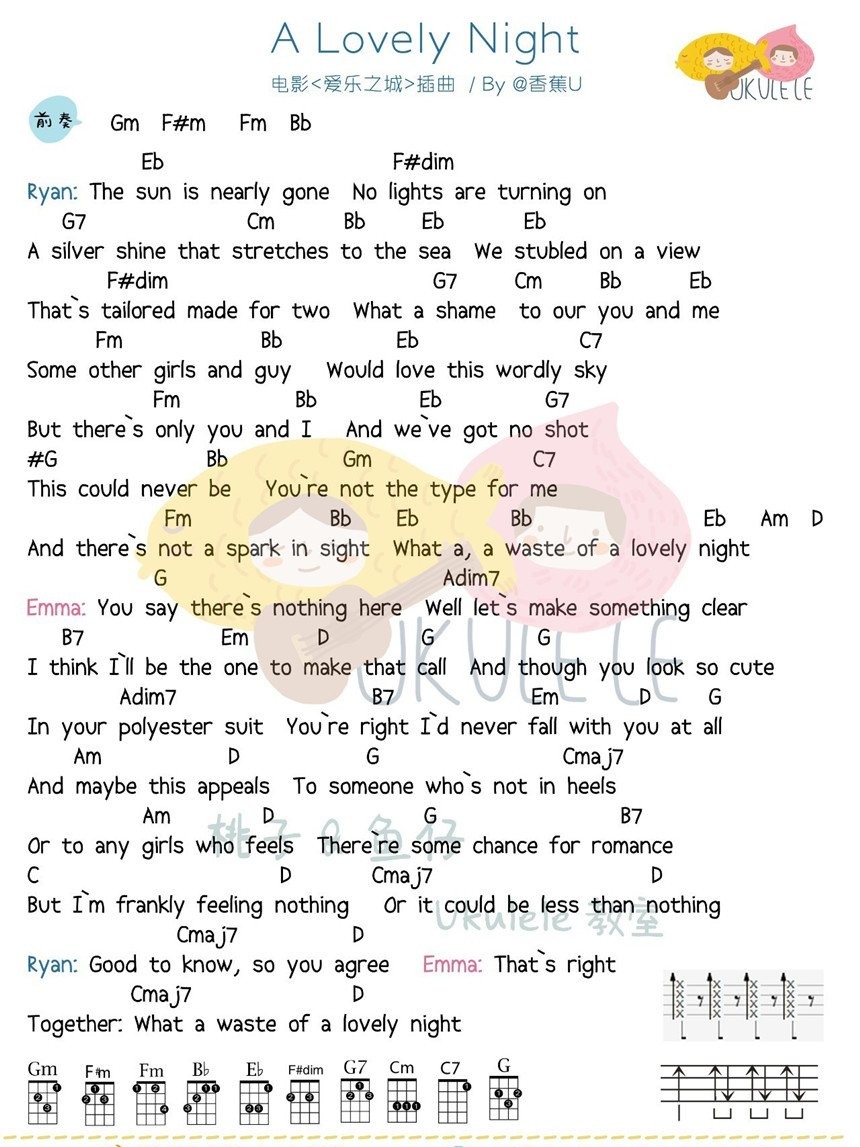 A Lovely Night
电影<爱乐之城>插曲 / By @香蕉U
UKULELE
前奏 Gm F#m Fm Bb
Eb F#dim
Ryan: The sun is nearly gone No lights are turning on
G7 Cm Bb Eb Eb
A silver shine that stretches to the sea We stubled on a view
F#dim G7 Cm Bb Eb
That`s tailored made for two What a shame to our you and me
Fm Bb Eb C7
Some other girls and guy Would love this wordly sky
Fm Bb Eb G7
But there`s only you and I And we`ve got no shot
#G Bb Gm C7
This could never be You`re not the type for me
Fm Bb Eb Bb Eb Am D
And there`s not a spark in sight What a, a waste of a lovely night
G Adim7
Emma: You say there`s nothing here Well let`s make something clear
B7 Em D G G
I think I`ll be the one to make that call And though you look so cute
UKULELE
Adim7 B7 Em D G
In your polyester suit You`re right I`d never fall with you at all
Am D G Cmaj7
And maybe this appeals To someone who`s not in heels
Am D G B7
桃子&鱼仔
Or to any girls who feels There`re some chance for romance
C D Cmaj7 D
But I`m frankly feeling nothing Or it could be less than nothing
Ukulele 教室
Cmaj7 D
Ryan: Good to know, so you agree Emma: That`s right
Cmaj7 D
Together: What a waste of a lovely night
Gm F#m Fm Bb Eb F#dim G7 Cm C7 G